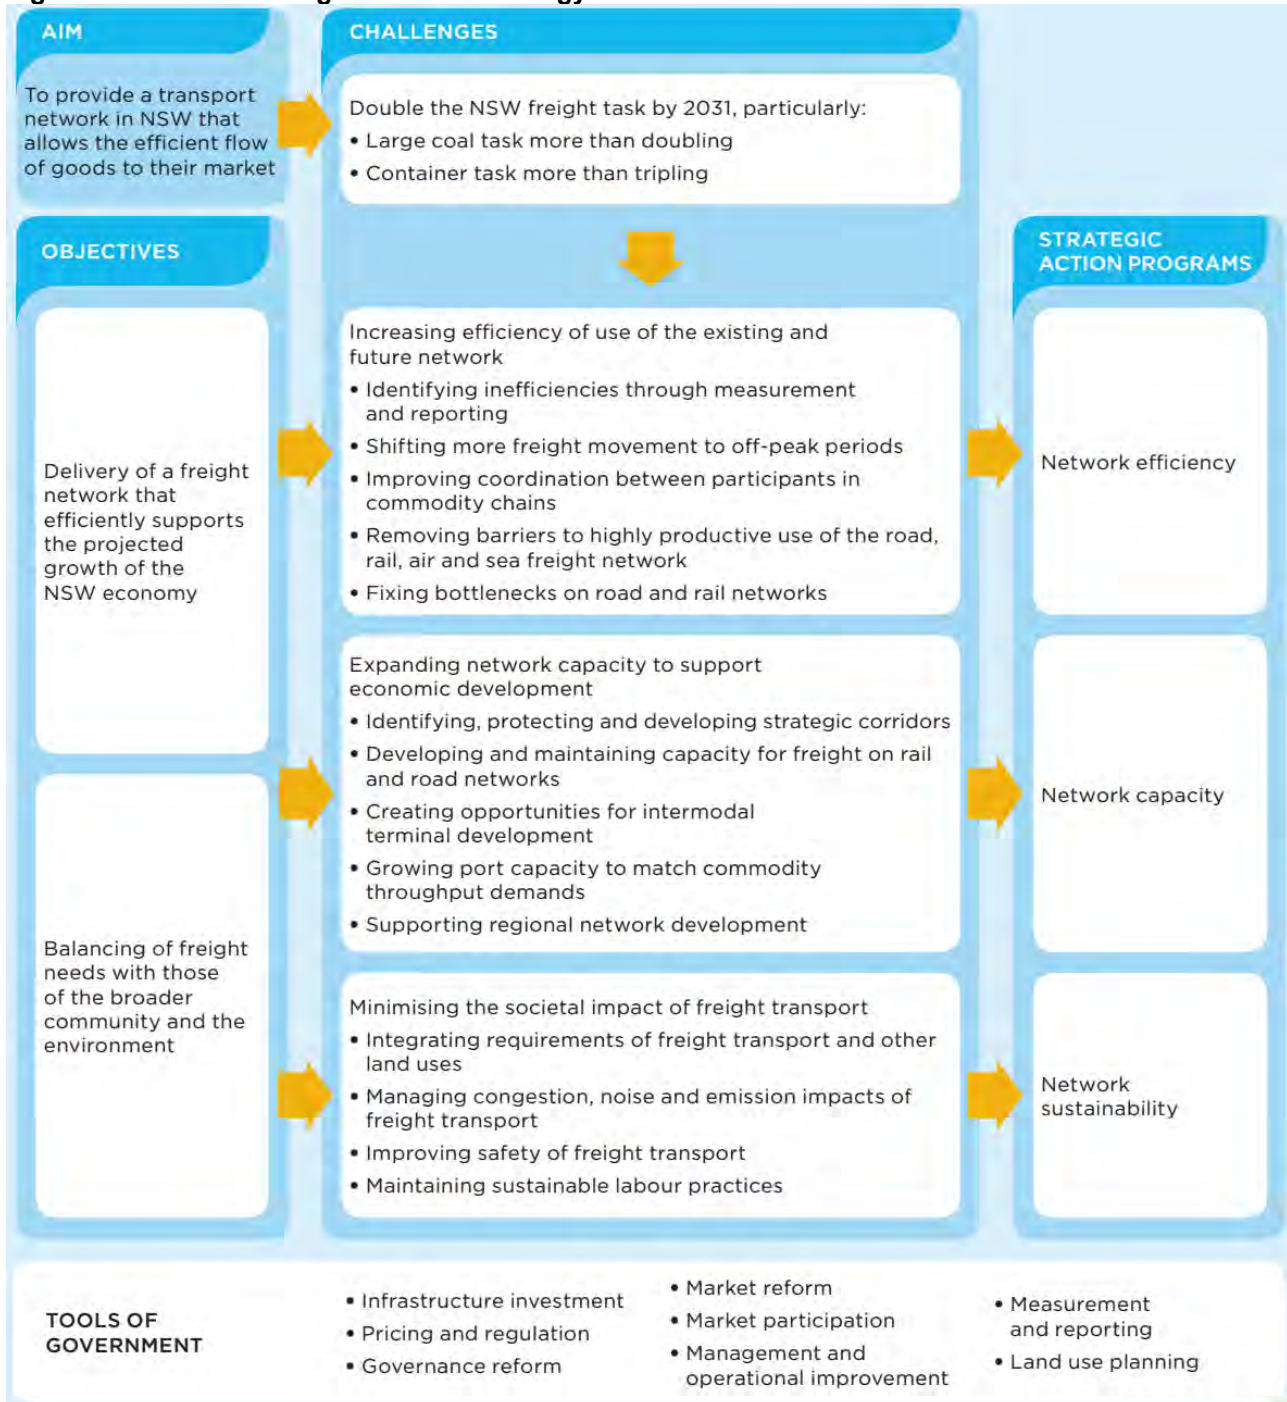 AIM
To provide a transport
network in NSW that
allows the efficient flow
of goods to their market
CHALLENGES
Double the NSW freight task by 2031, particularly:
• Large coal task more than doubling
• Container task more than tripling
OBJECTIVES
Delivery of a freight
network that
efficiently supports
the projected
growth of the
NSW economy
Balancing of freight
needs with those
of the broader
community and the
environment
Increasing efficiency of use of the existing and
future network
• Identifying inefficiencies through measurement
and reporting
• Shifting more freight movement to off-peak periods
• Improving coordination between participants in
commodity chains
• Removing barriers to highly productive use of the road,
rail, air and sea freight network
• Fixing bottlenecks on road and rail networks
Expanding network capacity to support
economic development
• Identifying, protecting and developing strategic corridors
• Developing and maintaining capacity for freight on rail
and road networks
• Creating opportunities for intermodal
terminal development
• Growing port capacity to match commodity
throughput demands
• Supporting regional network development
Minimising the societal impact of freight transport
• Integrating requirements of freight transport and other
land uses
• Managing congestion, noise and emission impacts of
freight transport
• Improving safety of freight transport
• Maintaining sustainable labour practices
STRATEGIC
ACTION PROGRAMS
Network efficiency
Network capacity
Network
sustainability
TOOLS OF
GOVERNMENT
• Infrastructure investment
• Pricing and regulation
• Governance reform
• Market reform
• Market participation
• Management and
operational improvement
• Measurement
and reporting
• Land use planning